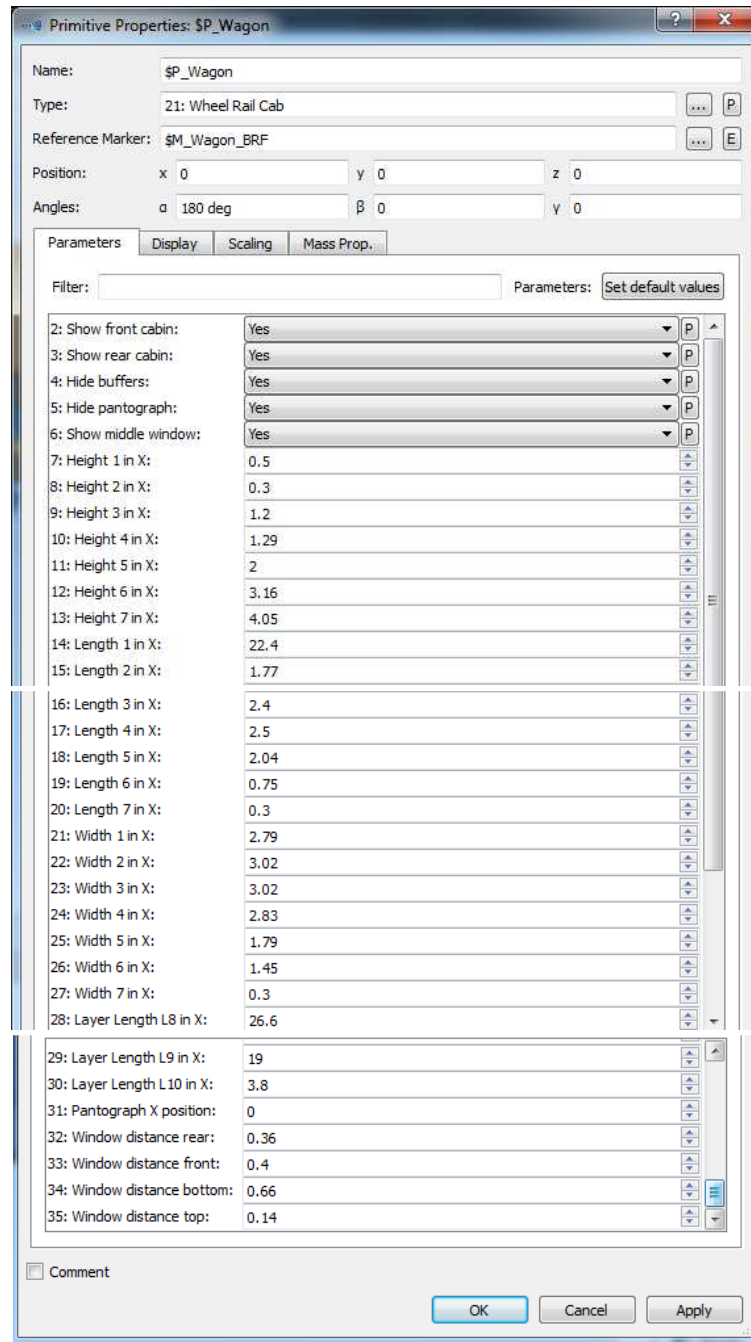 Primitive Properties: $P_Wagon
Name: $P_Wagon
Type: 21: Wheel Rail Cab ... P
Reference Marker: $M_Wagon_BRF ... E
Position: x 0 y 0 z 0
Angles: α 180 deg β 0 γ 0
Parameters Display Scaling Mass Prop.
Filter: Parameters: Set default values
2: Show front cabin: Yes P
3: Show rear cabin: Yes P
4: Hide buffers: Yes P
5: Hide pantograph: Yes P
6: Show middle window: Yes P
7: Height 1 in X: 0.5
8: Height 2 in X: 0.3
9: Height 3 in X: 1.2
10: Height 4 in X: 1.29
11: Height 5 in X: 2
12: Height 6 in X: 3.16
13: Height 7 in X: 4.05
14: Length 1 in X: 22.4
15: Length 2 in X: 1.77
16: Length 3 in X: 2.4
17: Length 4 in X: 2.5
18: Length 5 in X: 2.04
19: Length 6 in X: 0.75
20: Length 7 in X: 0.3
21: Width 1 in X: 2.79
22: Width 2 in X: 3.02
23: Width 3 in X: 3.02
24: Width 4 in X: 2.83
25: Width 5 in X: 1.79
26: Width 6 in X: 1.45
27: Width 7 in X: 0.3
28: Layer Length L8 in X: 26.6
29: Layer Length L9 in X: 19
30: Layer Length L10 in X: 3.8
31: Pantograph X position: 0
32: Window distance rear: 0.36
33: Window distance front: 0.4
34: Window distance bottom: 0.66
35: Window distance top: 0.14
Comment
OK Cancel Apply